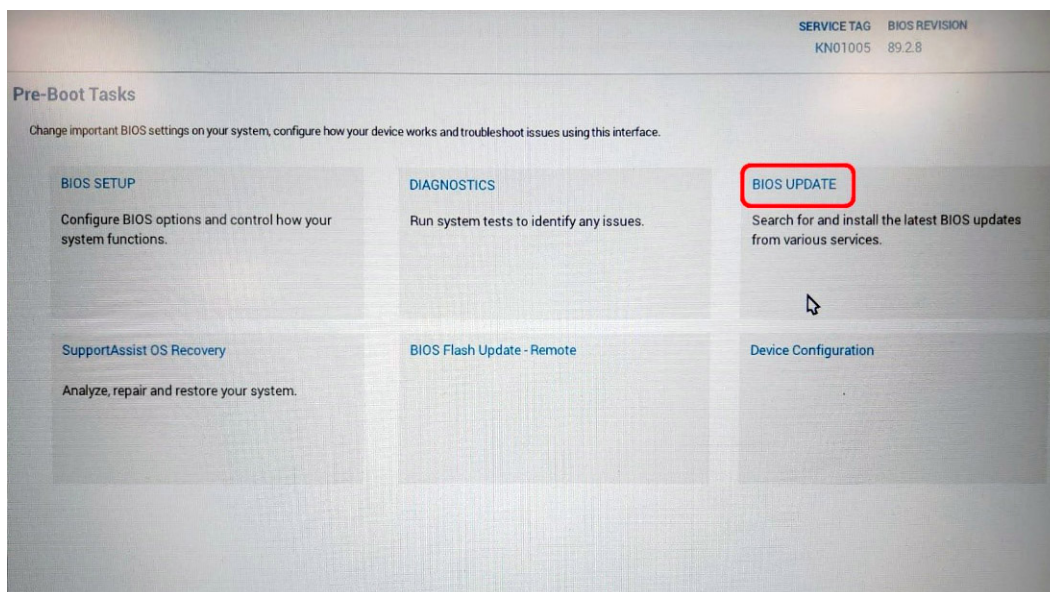 SERVICE TAG BIOS REVISION
KN01005 89.2.8
Pre-Boot Tasks
Change important BIOS settings on your system, configure how your device works and troubleshoot issues using this interface.
BIOS SETUP
Configure BIOS options and control how your
system functions.
DIAGNOSTICS
Run system tests to identify any issues.
BIOS UPDATE
Search for and install the latest BIOS updates
from various services.
SupportAssist OS Recovery
Analyze, repair and restore your system.
BIOS Flash Update - Remote
Device Configuration